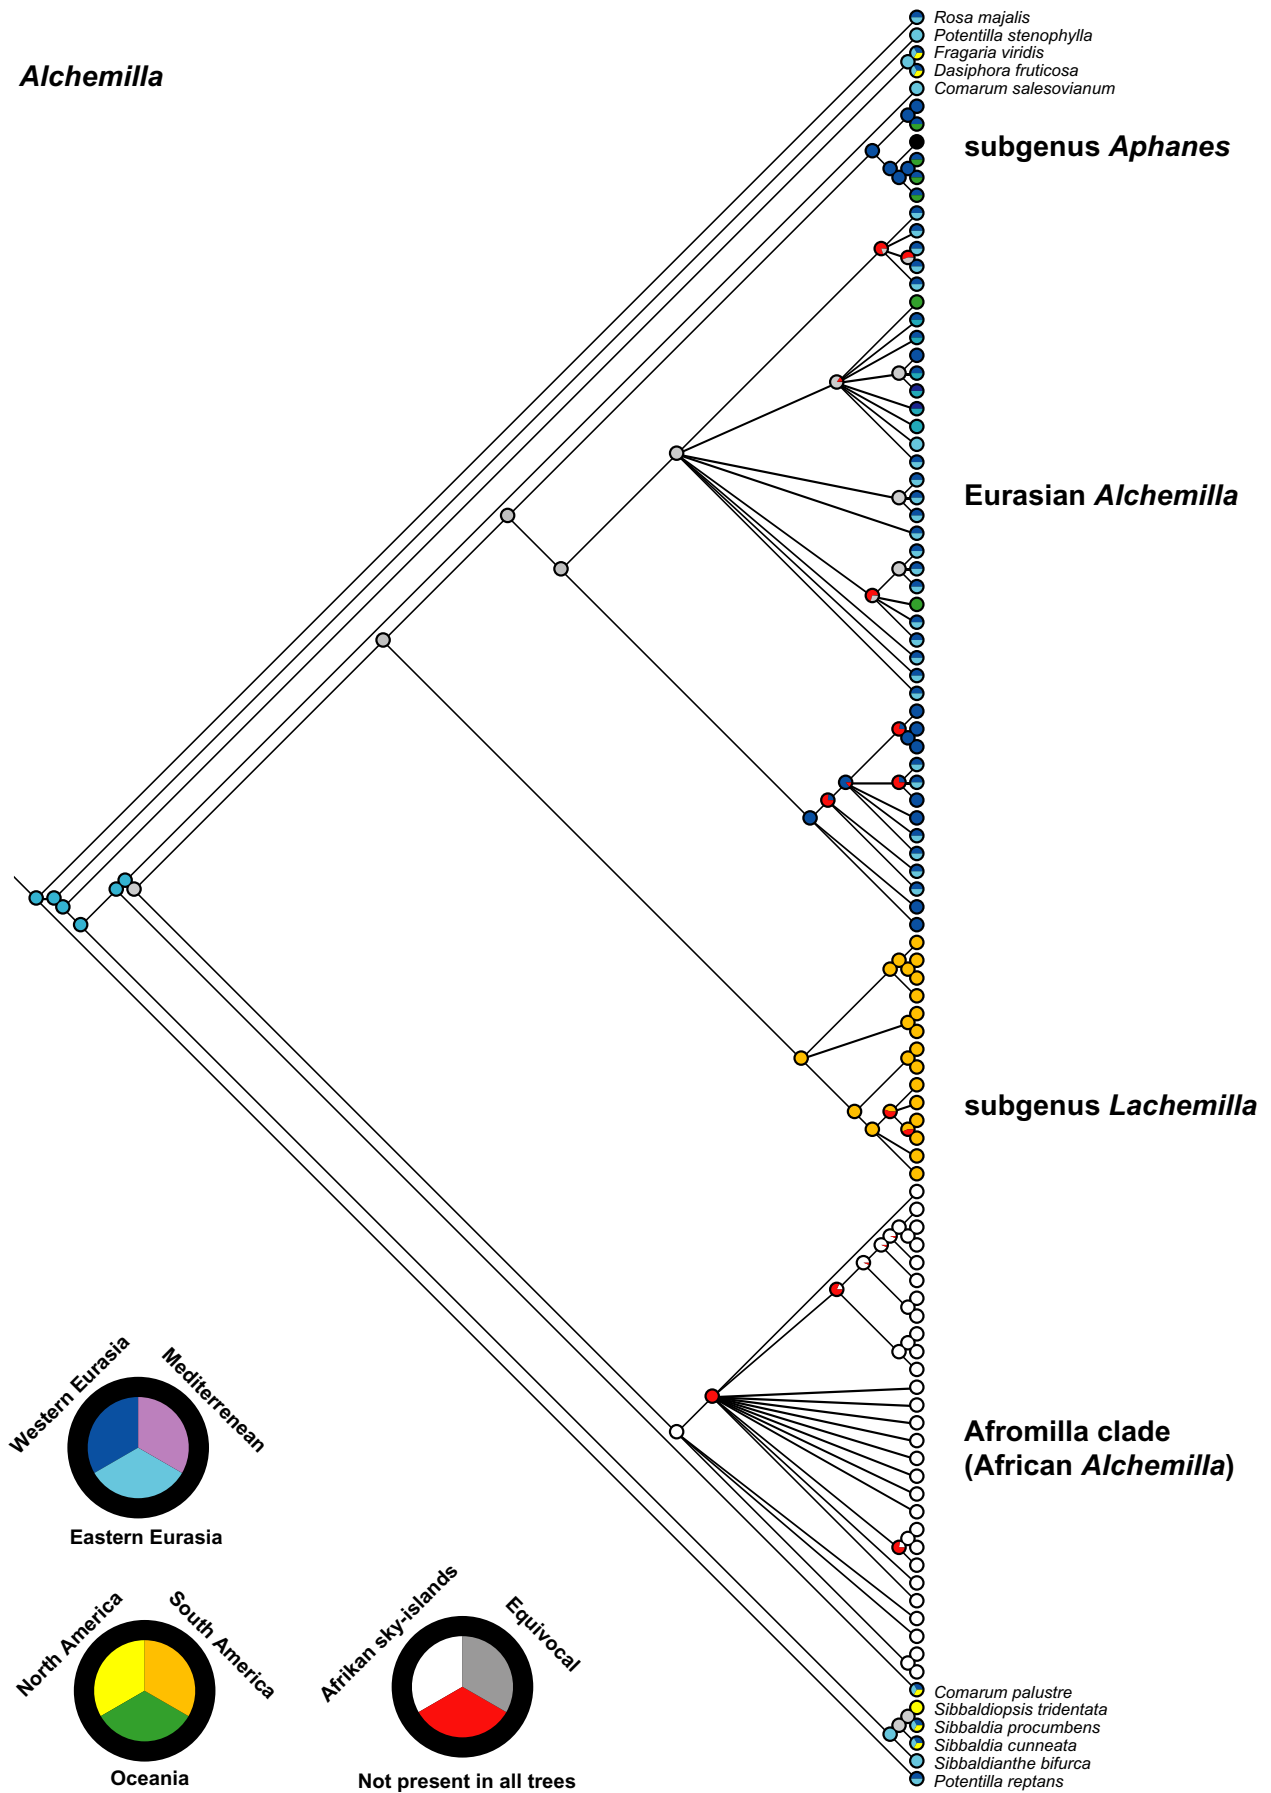 Rosa majalis
Potentilla stenophylla
Fragaria viridis
Dasiphora fruticosa
Comarum salesovianum
Alchemilla
subgenus Aphanes
Eurasian Alchemilla
subgenus Lachemilla
Afromilla clade
(African Alchemilla)
Western Eurasia
Mediterranean
Eastern Eurasia
North America
South America
Oceania
Afrikan sky-islands
Equivocal
Not present in all trees
Comarum palustre
Sibbaldiopsis tridentata
Sibbaldia procumbens
Sibbaldia cunneata
Sibbaldianthe bifurca
Potentilla reptans